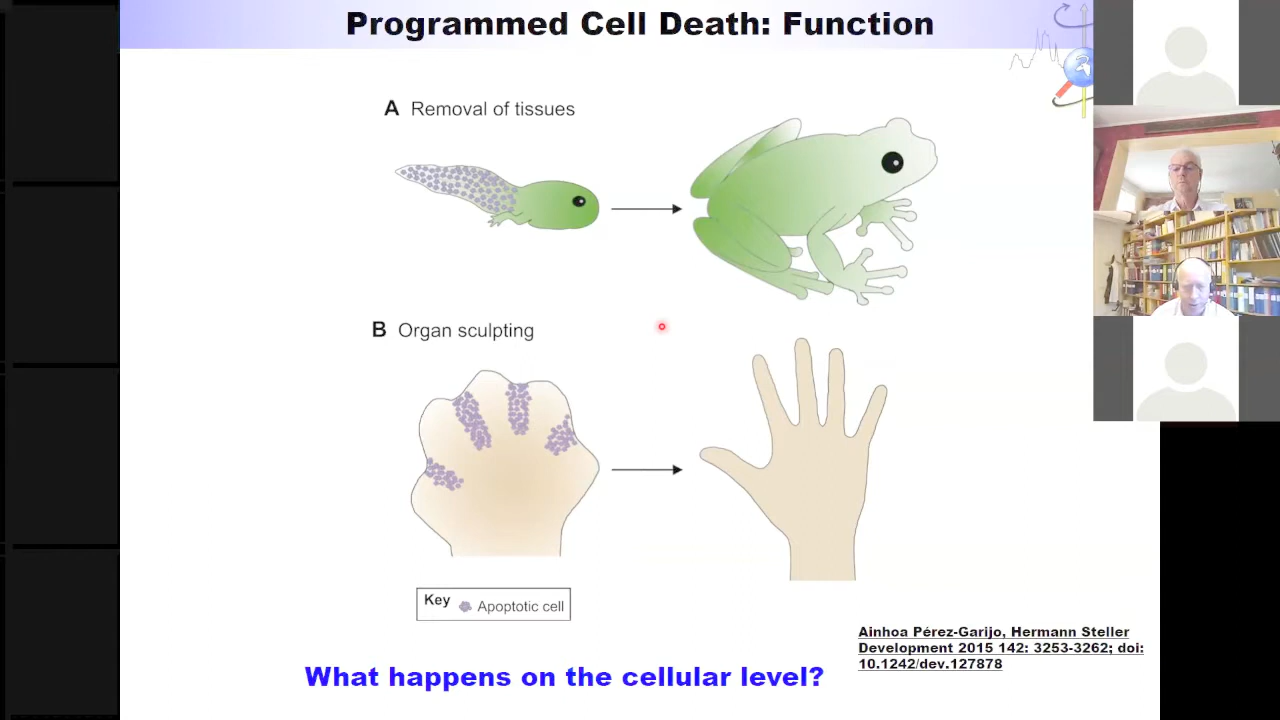 Programmed Cell Death: Function
A Removal of tissues
B Organ sculpting
Key Apoptotic cell
Ainhoa Pérez-Garijo, Hermann Steller
Development 2015 142: 3253-3262; doi:
10.1242/dev.127878
What happens on the cellular level?